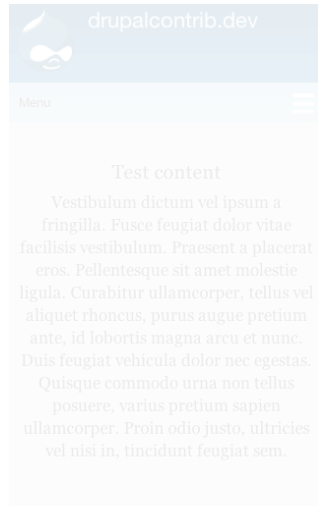 drupalcontrib.dev
Menu
Test content
Vestibulum dictum vel ipsum a
fringilla. Fusce feugiat dolor vitae
facilisis vestibulum. Praesent a placerat
eros. Pellentesque sit amet molestie
ligula. Curabitur ullamcorper, tellus vel
aliquet rhoncus, purus augue pretium
ante, id lobortis magna arcu et nunc.
Duis feugiat vehicula dolor nec egestas.
Quisque commodo urna non tellus
posuere, varius pretium sapien
ullamcorper. Proin odio justo, ultricies
vel nisi in, tincidunt feugiat sem.